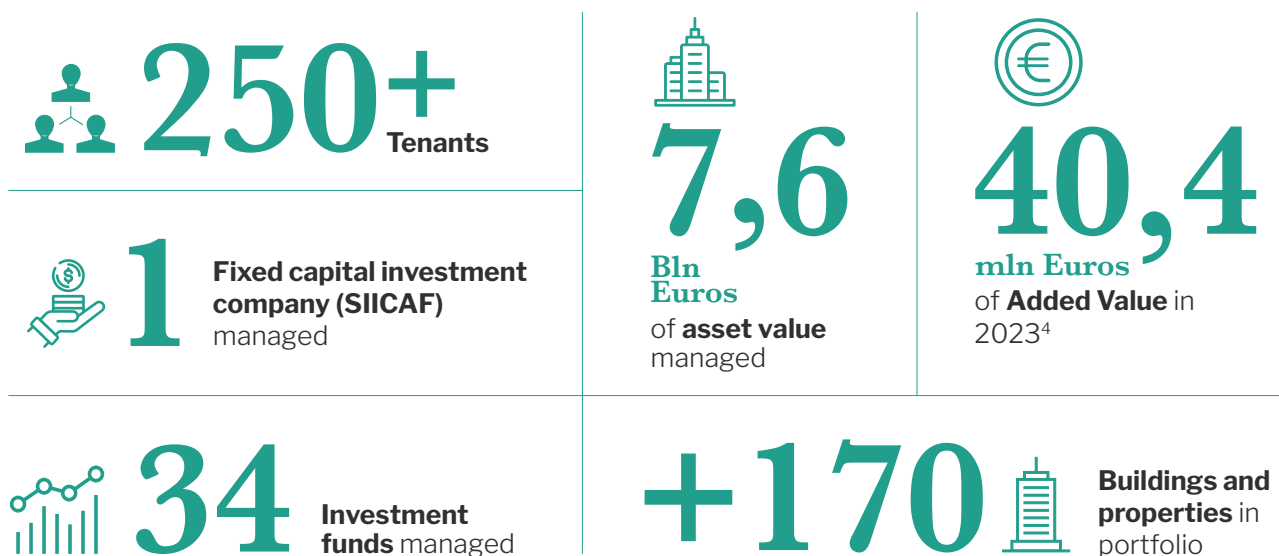 250+
Tenants
7,6
Bln
Euros
of asset value
managed
40,4
mln Euros
of Added Value in
2023⁴
1
Fixed capital investment
company (SIICAF)
managed
34
Investment
funds managed
+170
Buildings and
properties in
portfolio